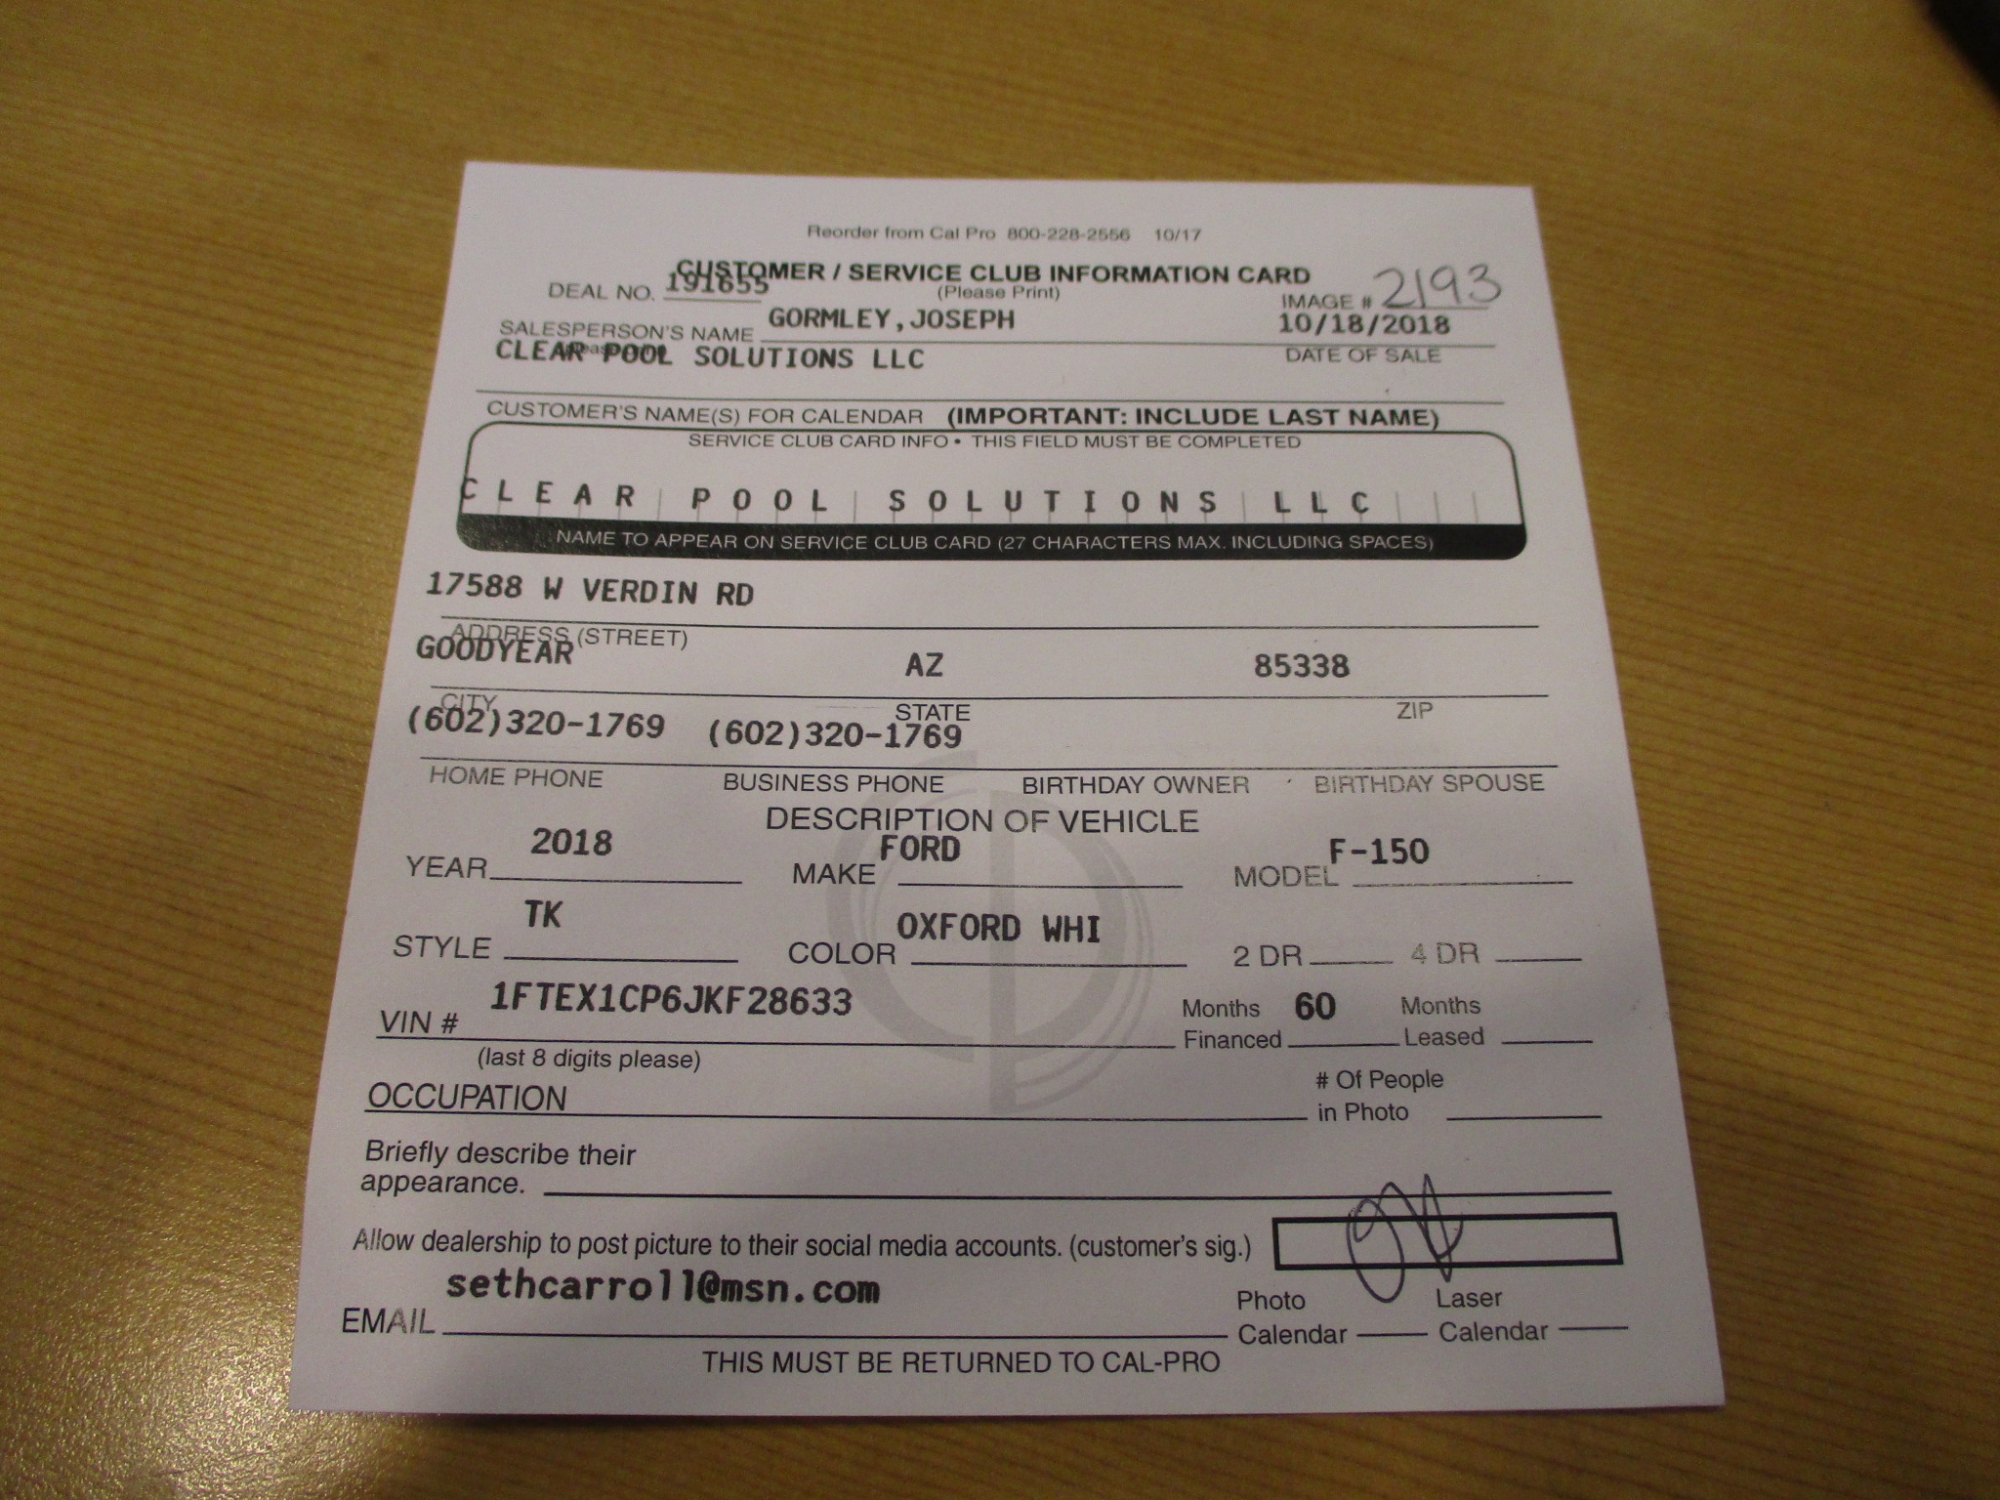 Reorder from Cal Pro 800-228-2556 10/17
CUSTOMER / SERVICE CLUB INFORMATION CARD
DEAL NO. 191655 (Please Print) IMAGE # 2193
SALESPERSON'S NAME GORMLEY,JOSEPH 10/18/2018
CLEAR POOL SOLUTIONS LLC DATE OF SALE
CUSTOMER'S NAME(S) FOR CALENDAR (IMPORTANT: INCLUDE LAST NAME)
SERVICE CLUB CARD INFO • THIS FIELD MUST BE COMPLETED
CLEAR POOL SOLUTIONS LLC
NAME TO APPEAR ON SERVICE CLUB CARD (27 CHARACTERS MAX. INCLUDING SPACES)
17588 W VERDIN RD
ADDRESS (STREET)
GOODYEAR AZ 85338
CITY STATE ZIP
(602)320-1769 (602)320-1769
HOME PHONE BUSINESS PHONE BIRTHDAY OWNER BIRTHDAY SPOUSE
DESCRIPTION OF VEHICLE
YEAR 2018 MAKE FORD MODEL F-150
STYLE TK COLOR OXFORD WHI 2 DR 4 DR
VIN # 1FTEX1CP6JKF28633 Months Financed 60 Months Leased
(last 8 digits please)
OCCUPATION # Of People in Photo
Briefly describe their
appearance.
Allow dealership to post picture to their social media accounts. (customer's sig.)
EMAIL sethcarroll@msn.com Photo Calendar Laser Calendar
THIS MUST BE RETURNED TO CAL-PRO